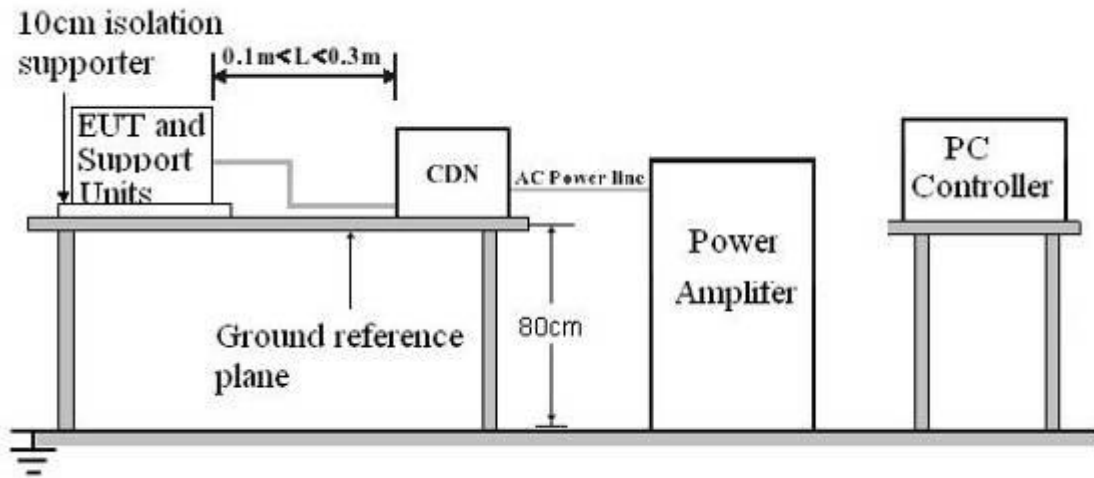 10cm isolation
supporter
0.1m<L<0.3m
EUT and
Support
Units
CDN
AC Power line
PC
Controller
Power
Amplifer
Ground reference
plane
80cm